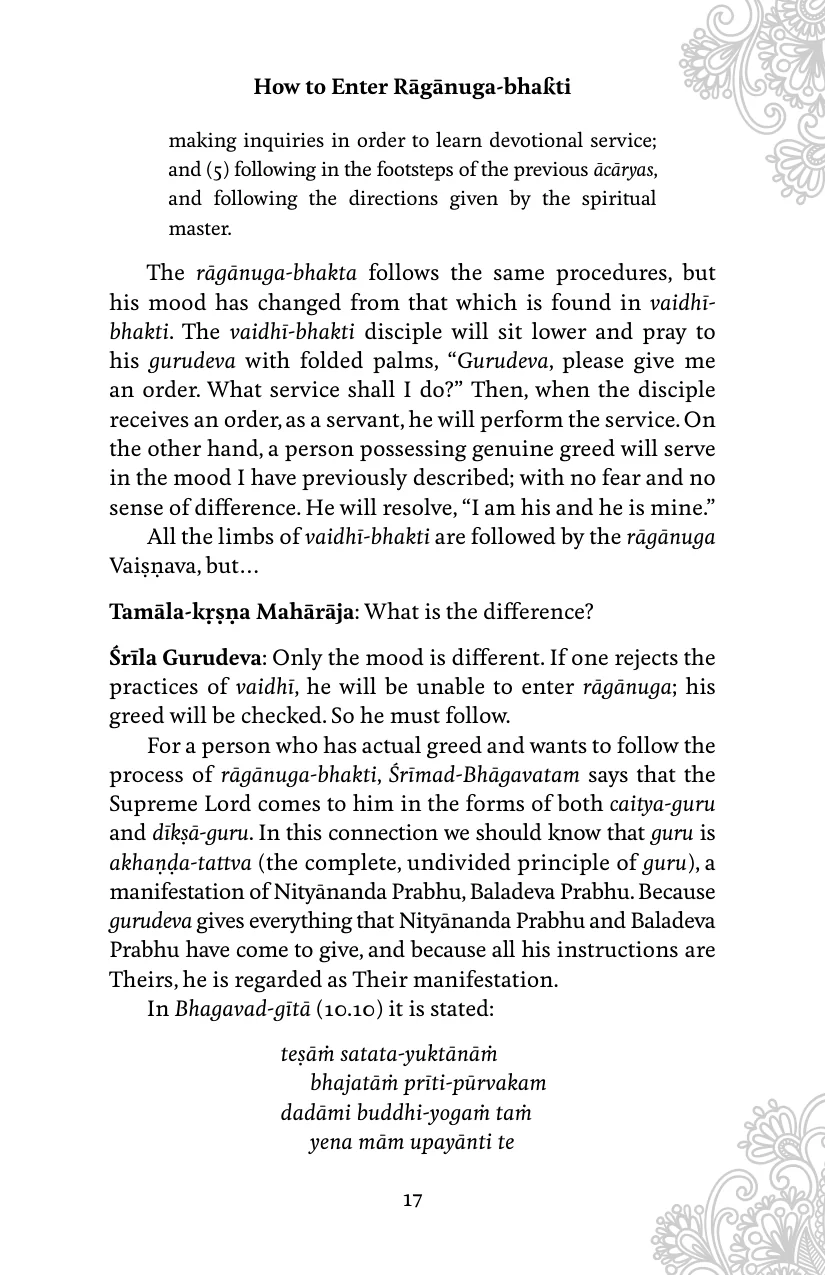 How to Enter Rāgānuga-bhakti
making inquiries in order to learn devotional service;
and (5) following in the footsteps of the previous ācāryas,
and following the directions given by the spiritual
master.
The rāgānuga-bhakta follows the same procedures, but
his mood has changed from that which is found in vaidhī-
bhakti. The vaidhī-bhakti disciple will sit lower and pray to
his gurudeva with folded palms, “Gurudeva, please give me
an order. What service shall I do?” Then, when the disciple
receives an order, as a servant, he will perform the service. On
the other hand, a person possessing genuine greed will serve
in the mood I have previously described; with no fear and no
sense of difference. He will resolve, “I am his and he is mine.”
All the limbs of vaidhī-bhakti are followed by the rāgānuga
Vaiṣṇava, but…
Tamāla-kṛṣṇa Mahārāja: What is the difference?
Śrīla Gurudeva: Only the mood is different. If one rejects the
practices of vaidhī, he will be unable to enter rāgānuga; his
greed will be checked. So he must follow.
For a person who has actual greed and wants to follow the
process of rāgānuga-bhakti, Śrīmad-Bhāgavatam says that the
Supreme Lord comes to him in the forms of both caitya-guru
and dīkṣā-guru. In this connection we should know that guru is
akhaṇḍa-tattva (the complete, undivided principle of guru), a
manifestation of Nityānanda Prabhu, Baladeva Prabhu. Because
gurudeva gives everything that Nityānanda Prabhu and Baladeva
Prabhu have come to give, and because all his instructions are
Theirs, he is regarded as Their manifestation.
In Bhagavad-gītā (10.10) it is stated:
teṣāṁ satata-yuktānāṁ
bhajatāṁ prīti-pūrvakam
dadāmi buddhi-yogaṁ taṁ
yena mām upayānti te
17